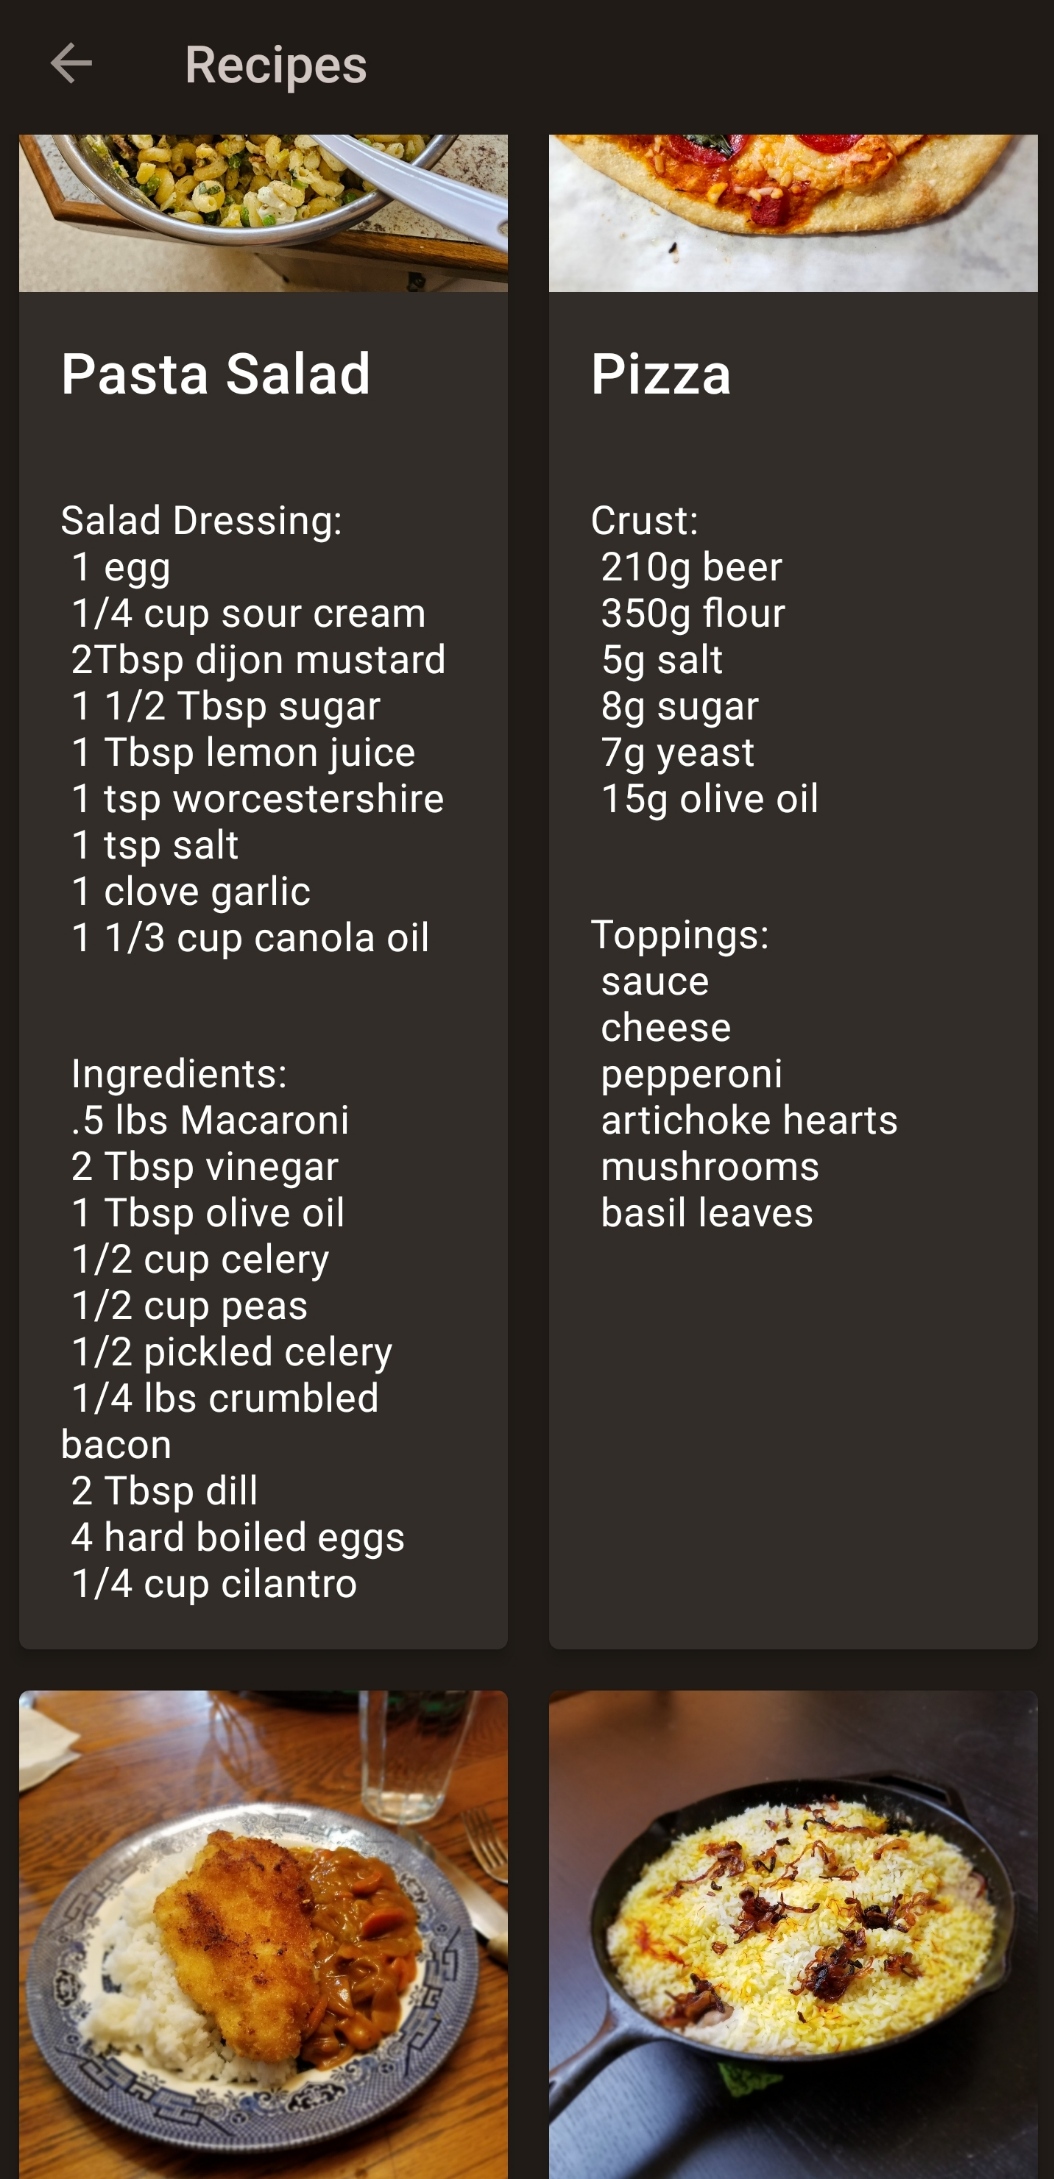 Recipes
Pasta Salad
Salad Dressing:
1 egg
1/4 cup sour cream
2Tbsp dijon mustard
1 1/2 Tbsp sugar
1 Tbsp lemon juice
1 tsp worcestershire
1 tsp salt
1 clove garlic
1 1/3 cup canola oil
Ingredients:
.5 lbs Macaroni
2 Tbsp vinegar
1 Tbsp olive oil
1/2 cup celery
1/2 cup peas
1/2 pickled celery
1/4 lbs crumbled
bacon
2 Tbsp dill
4 hard boiled eggs
1/4 cup cilantro
Pizza
Crust:
210g beer
350g flour
5g salt
8g sugar
7g yeast
15g olive oil
Toppings:
sauce
cheese
pepperoni
artichoke hearts
mushrooms
basil leaves